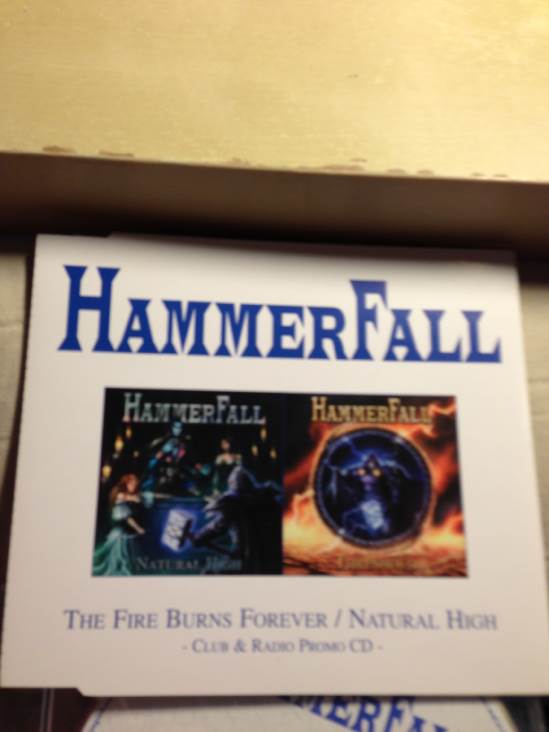 HAMMERFALL
HAMMERFALL
NATURAL HIGH
HAMMERFALL
THE FIRE BURNS FOREVER / NATURAL HIGH
- CLUB & RADIO PROMO CD -